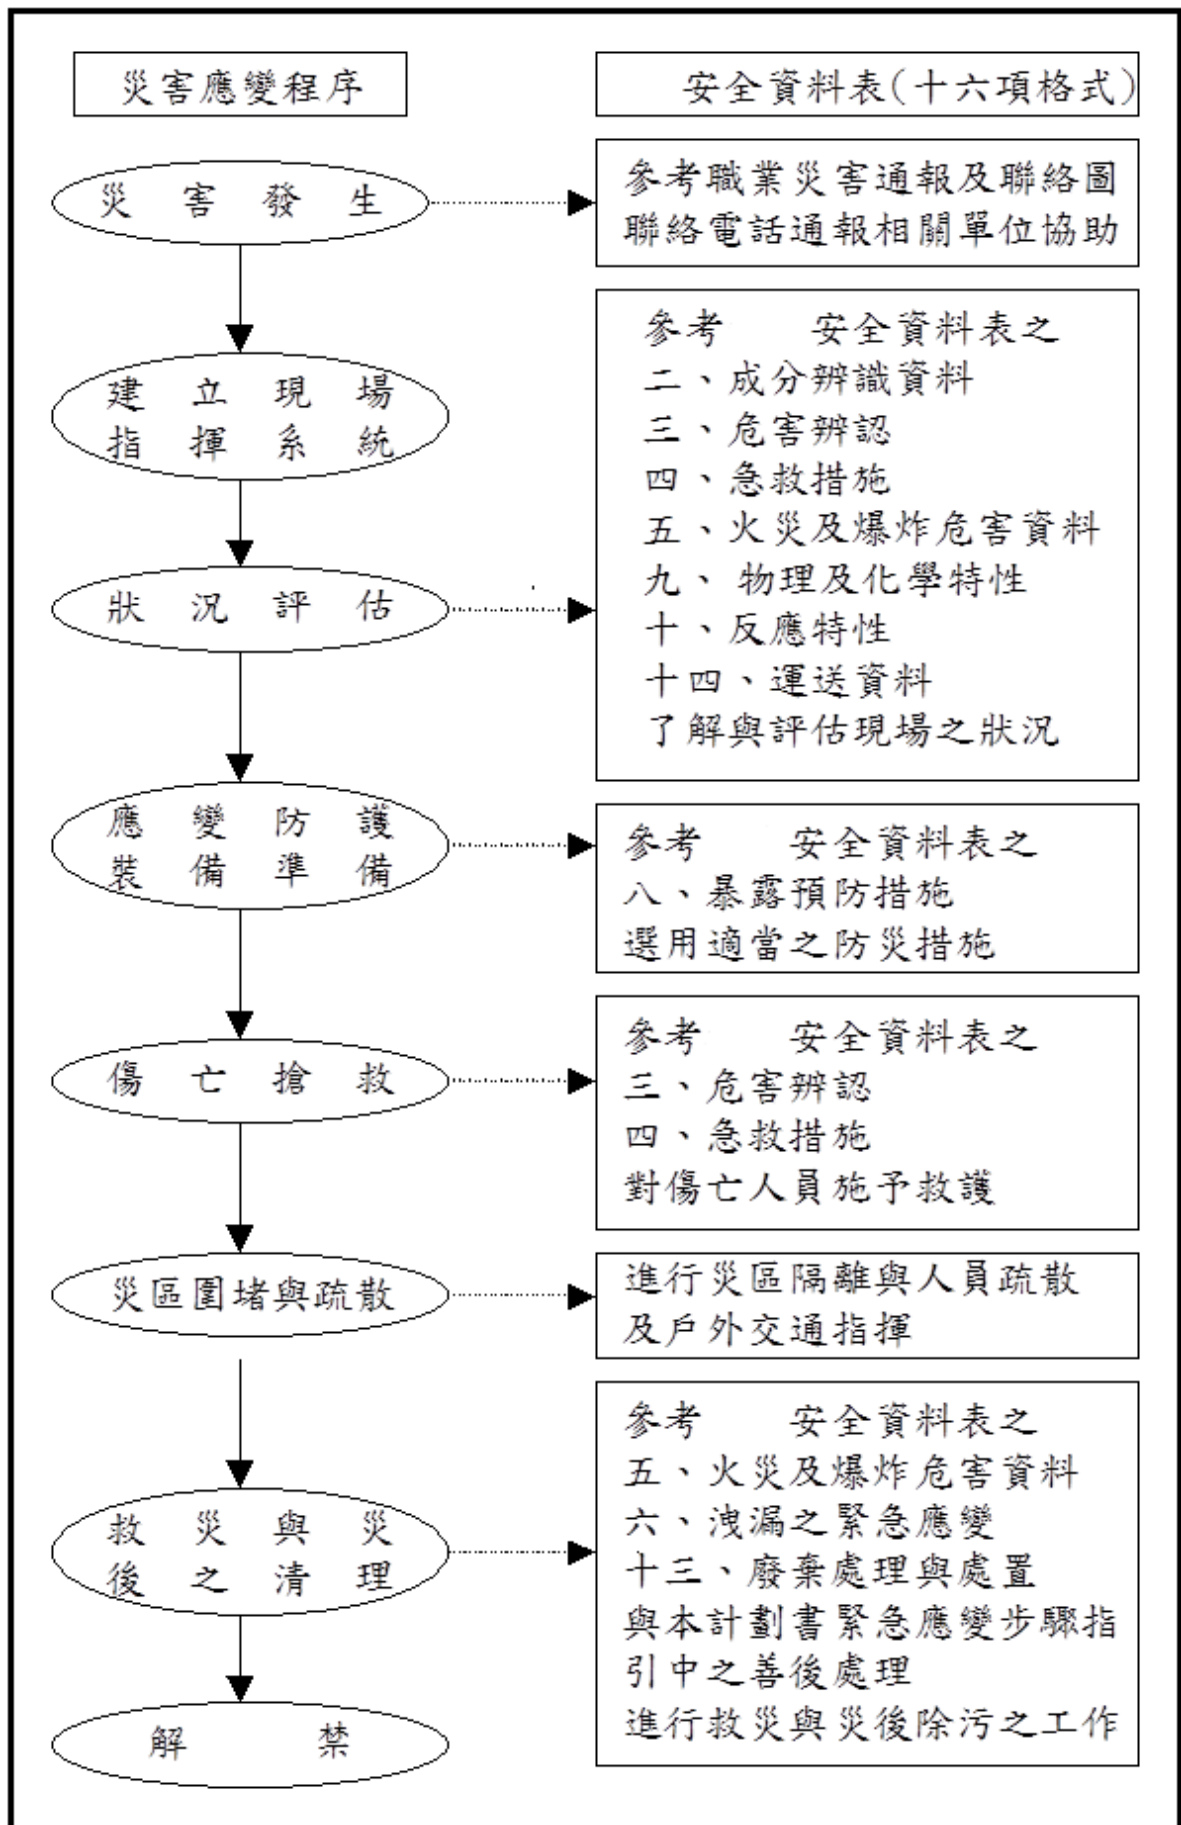 災害應變程序
安全資料表(十六項格式)
災害發生
參考職業災害通報及聯絡圖
聯絡電話通報相關單位協助
建立現場
指揮系統
狀況評估
參考 安全資料表之
二、成分辨識資料
三、危害辨認
四、急救措施
五、火災及爆炸危害資料
九、物理及化學特性
十、反應特性
十四、運送資料
了解與評估現場之狀況
應變防護
裝備準備
參考 安全資料表之
八、暴露預防措施
選用適當之防災措施
傷亡搶救
參考 安全資料表之
三、危害辨認
四、急救措施
對傷亡人員施予救護
災區圍堵與疏散
進行災區隔離與人員疏散
及戶外交通指揮
救災與災
後之清理
參考 安全資料表之
五、火災及爆炸危害資料
六、洩漏之緊急應變
十三、廢棄處理與處置
與本計劃書緊急應變步驟指
引中之善後處理
進行救災與災後除污之工作
解禁